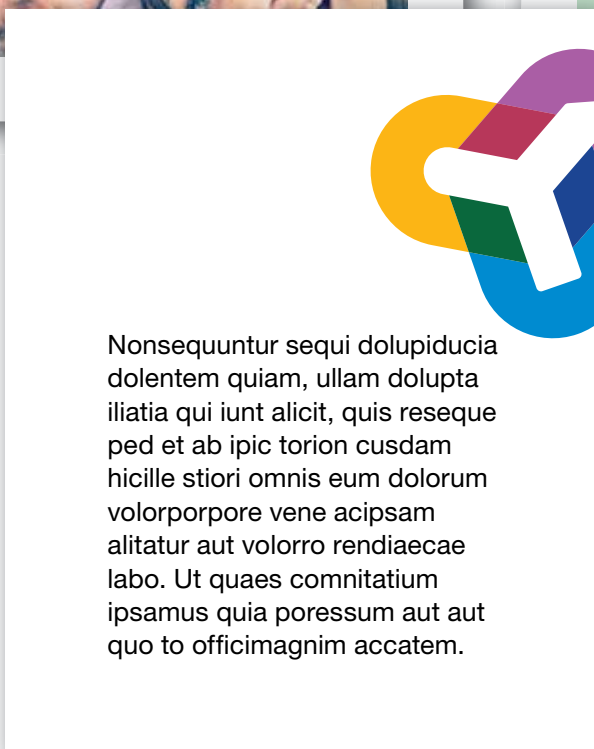 Nonsequuntur sequi dolupiducia
dolentem quiam, ullam dolupta
iliatia qui iunt alicit, quis reseque
ped et ab ipic torion cusdam
hicille stiori omnis eum dolorum
volorporpore vene acipsam
alitatur aut volorro rendiaecae
labo. Ut quaes comnitatium
ipsamus quia poressum aut aut
quo to officimagnim accatem.